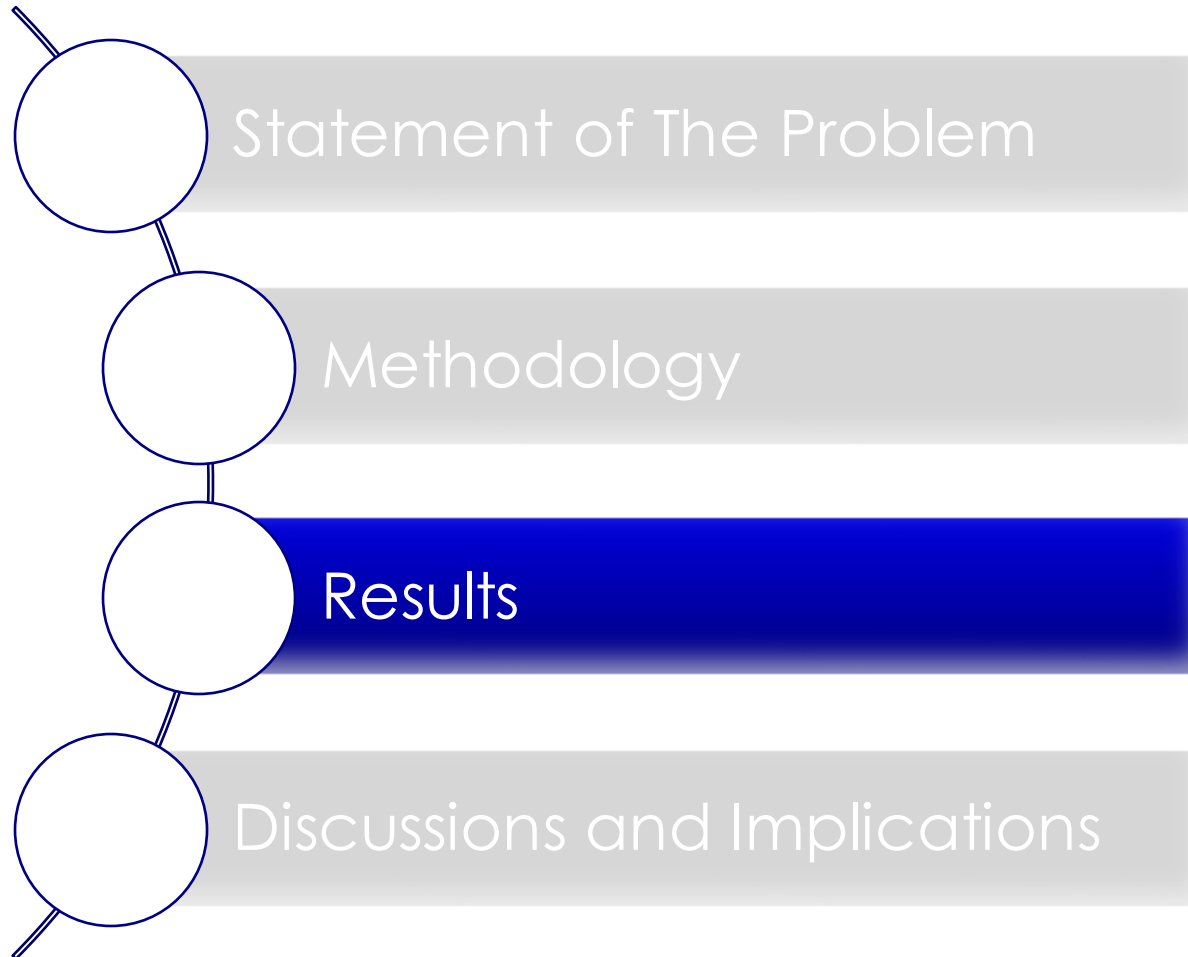 Statement of The Problem
Methodology
Results
Discussions and Implications